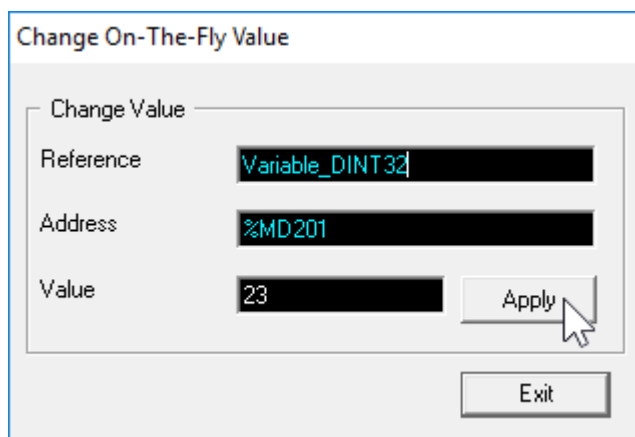 Change On-The-Fly Value
Change Value
Reference Variable_DINT32
Address %MD201
Value 23 Apply
Exit